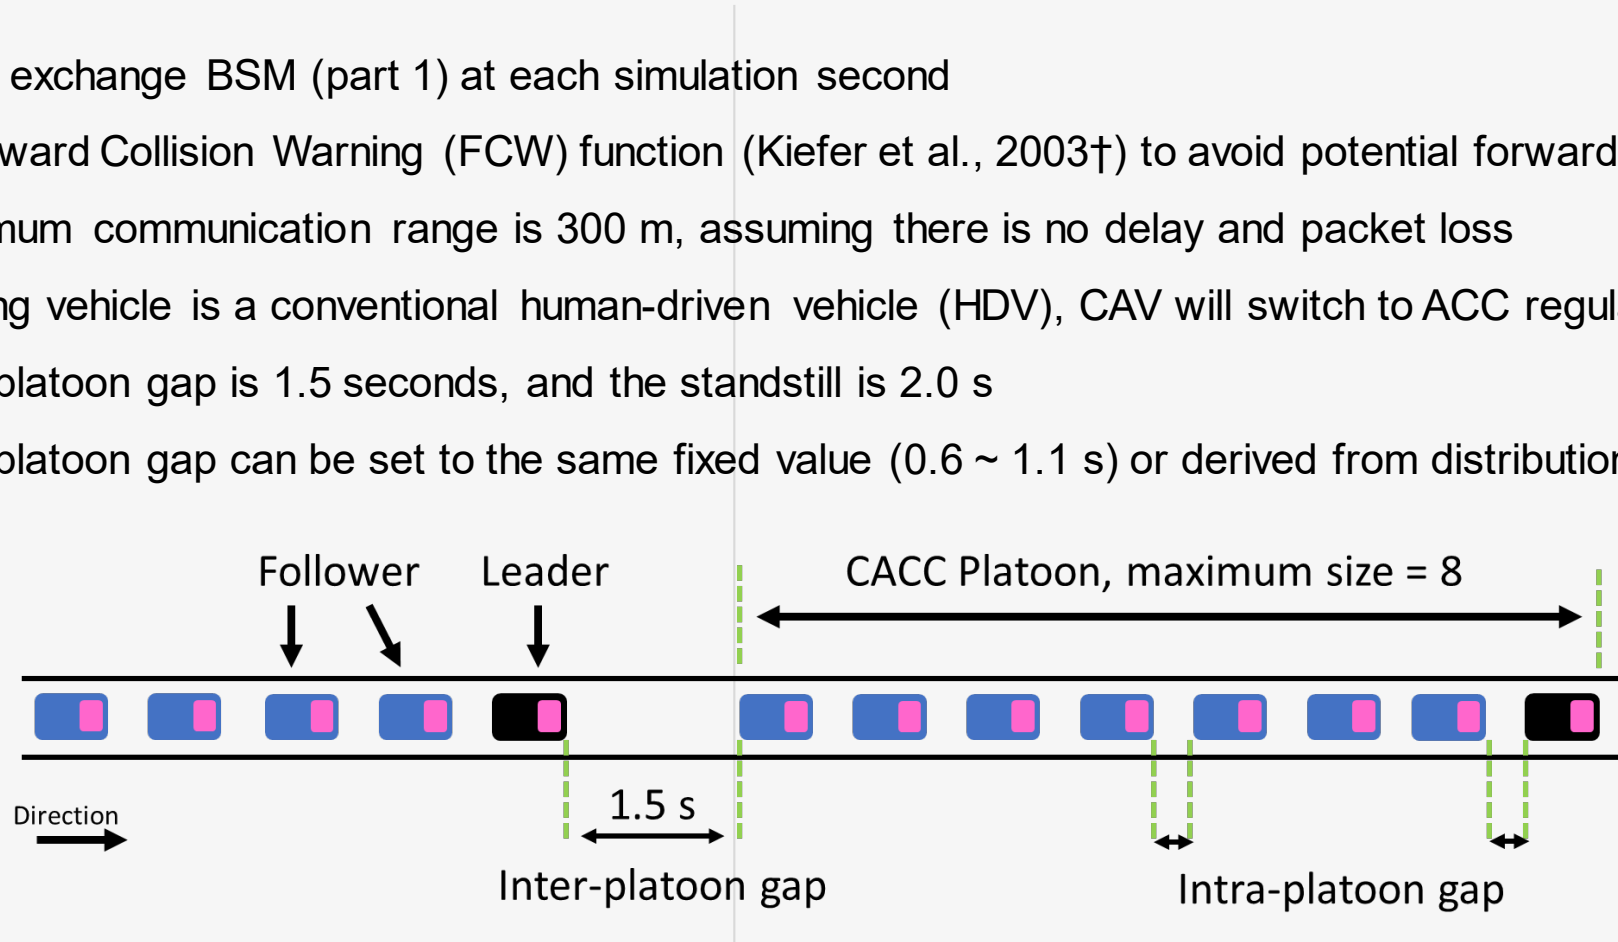 exchange BSM (part 1) at each simulation second
ward Collision Warning (FCW) function (Kiefer et al., 2003†) to avoid potential forward
mum communication range is 300 m, assuming there is no delay and packet loss
ng vehicle is a conventional human-driven vehicle (HDV), CAV will switch to ACC regul
platoon gap is 1.5 seconds, and the standstill is 2.0 s
platoon gap can be set to the same fixed value (0.6 ~ 1.1 s) or derived from distribution
Follower Leader CACC Platoon, maximum size = 8
Direction
1.5 s
Inter-platoon gap
Intra-platoon gap